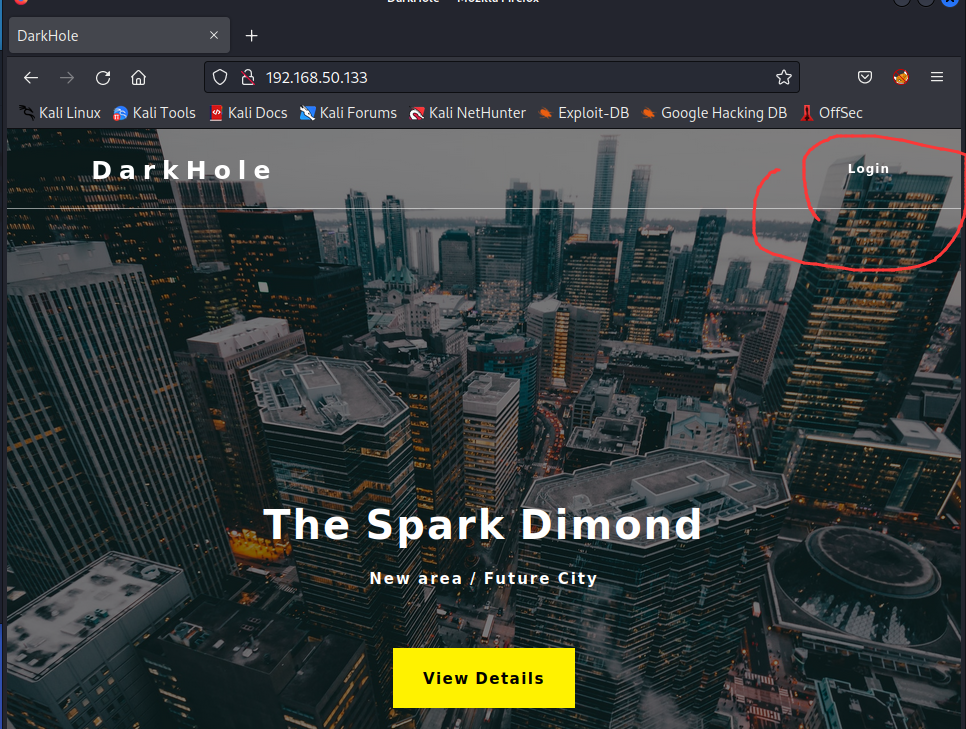 DarkHole — Mozilla Firefox
DarkHole
192.168.50.133
Kali Linux Kali Tools Kali Docs Kali Forums Kali NetHunter Exploit-DB Google Hacking DB OffSec
DarkHole Login
The Spark Dimond
New area / Future City
View Details